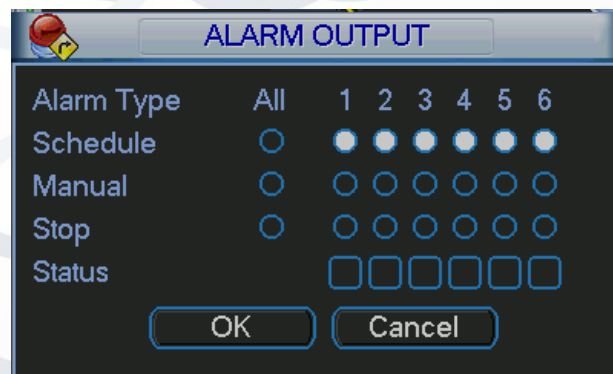 ALARM OUTPUT
Alarm Type All 1 2 3 4 5 6
Schedule
Manual
Stop
Status
OK Cancel